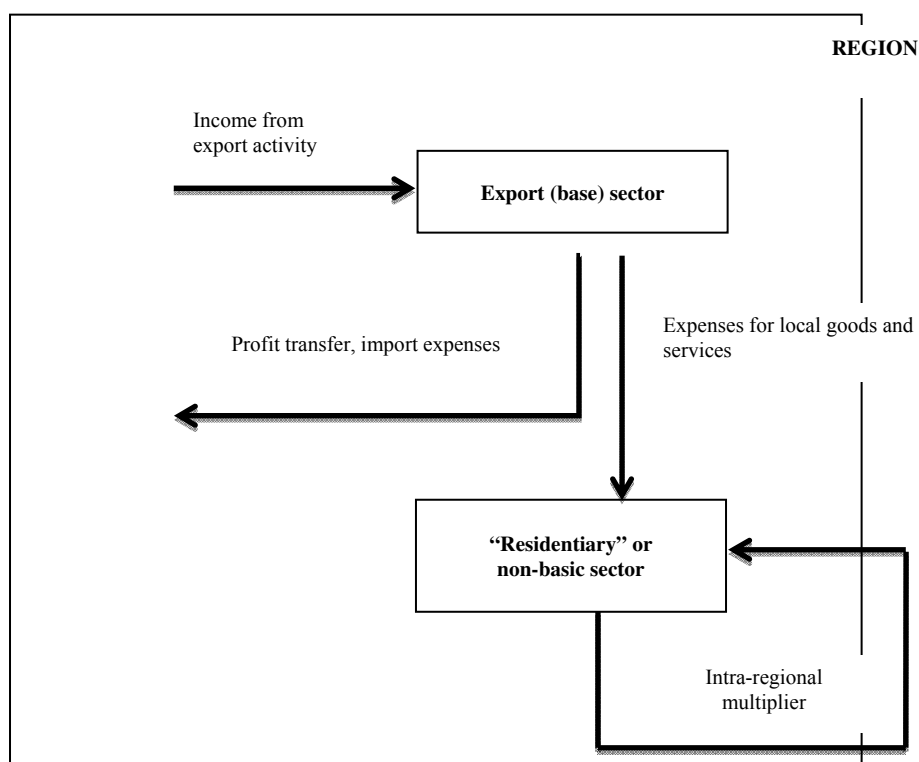 REGION
Income from
export activity
Export (base) sector
Profit transfer, import expenses
Expenses for local goods and
services
“Residentiary” or
non-basic sector
Intra-regional
multiplier